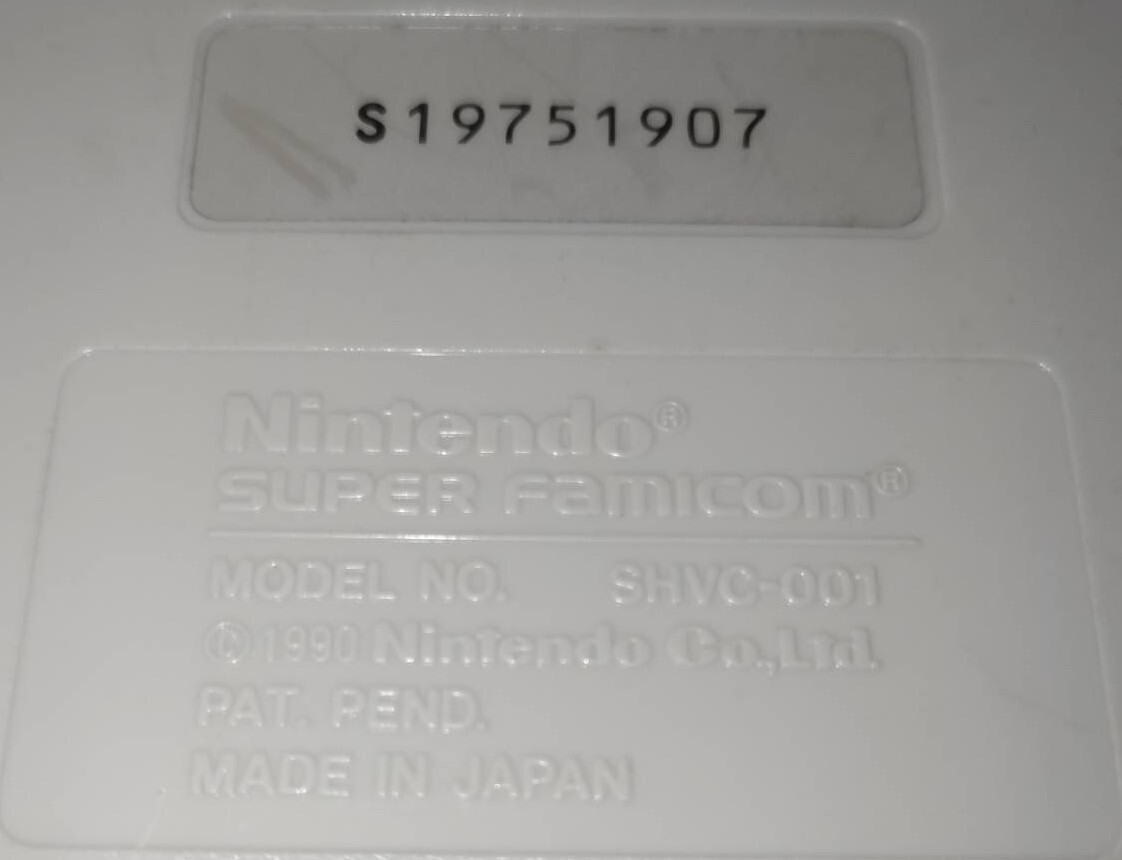 S19751907
Nintendo®
SUPER Famicom®
MODEL NO. SHVC-001
©1990 Nintendo Co.,Ltd.
PAT. PEND.
MADE IN JAPAN